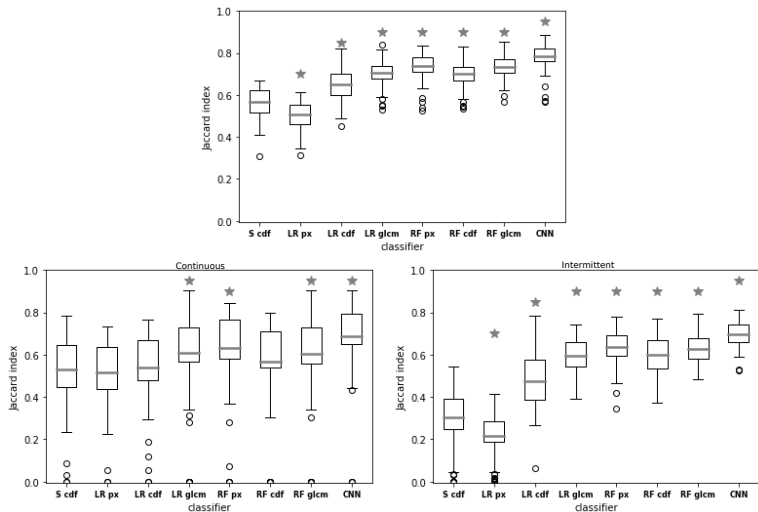 1.0
0.8
0.6
0.4
0.2
0.0
Jaccard index
S cdf LR px LR cdf LR glcm RF px RF cdf RF glcm CNN
classifier
Continuous
1.0
0.8
0.6
0.4
0.2
0.0
Jaccard index
S cdf LR px LR cdf LR glcm RF px RF cdf RF glcm CNN
classifier
Intermittent
1.0
0.8
0.6
0.4
0.2
0.0
Jaccard index
S cdf LR px LR cdf LR glcm RF px RF cdf RF glcm CNN
classifier